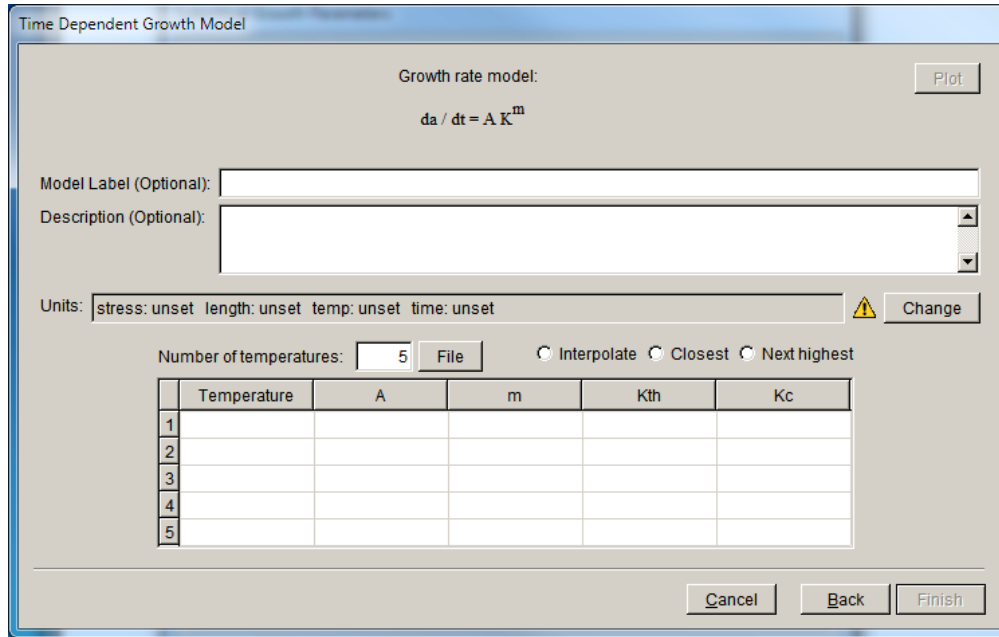 Time Dependent Growth Model
Growth rate model:
Plot
da / dt = A K^m
Model Label (Optional):
Description (Optional):
Units: stress: unset length: unset temp: unset time: unset Change
Number of temperatures: 5 File Interpolate Closest Next highest
Temperature A m Kth Kc
1
2
3
4
5
Cancel Back Finish